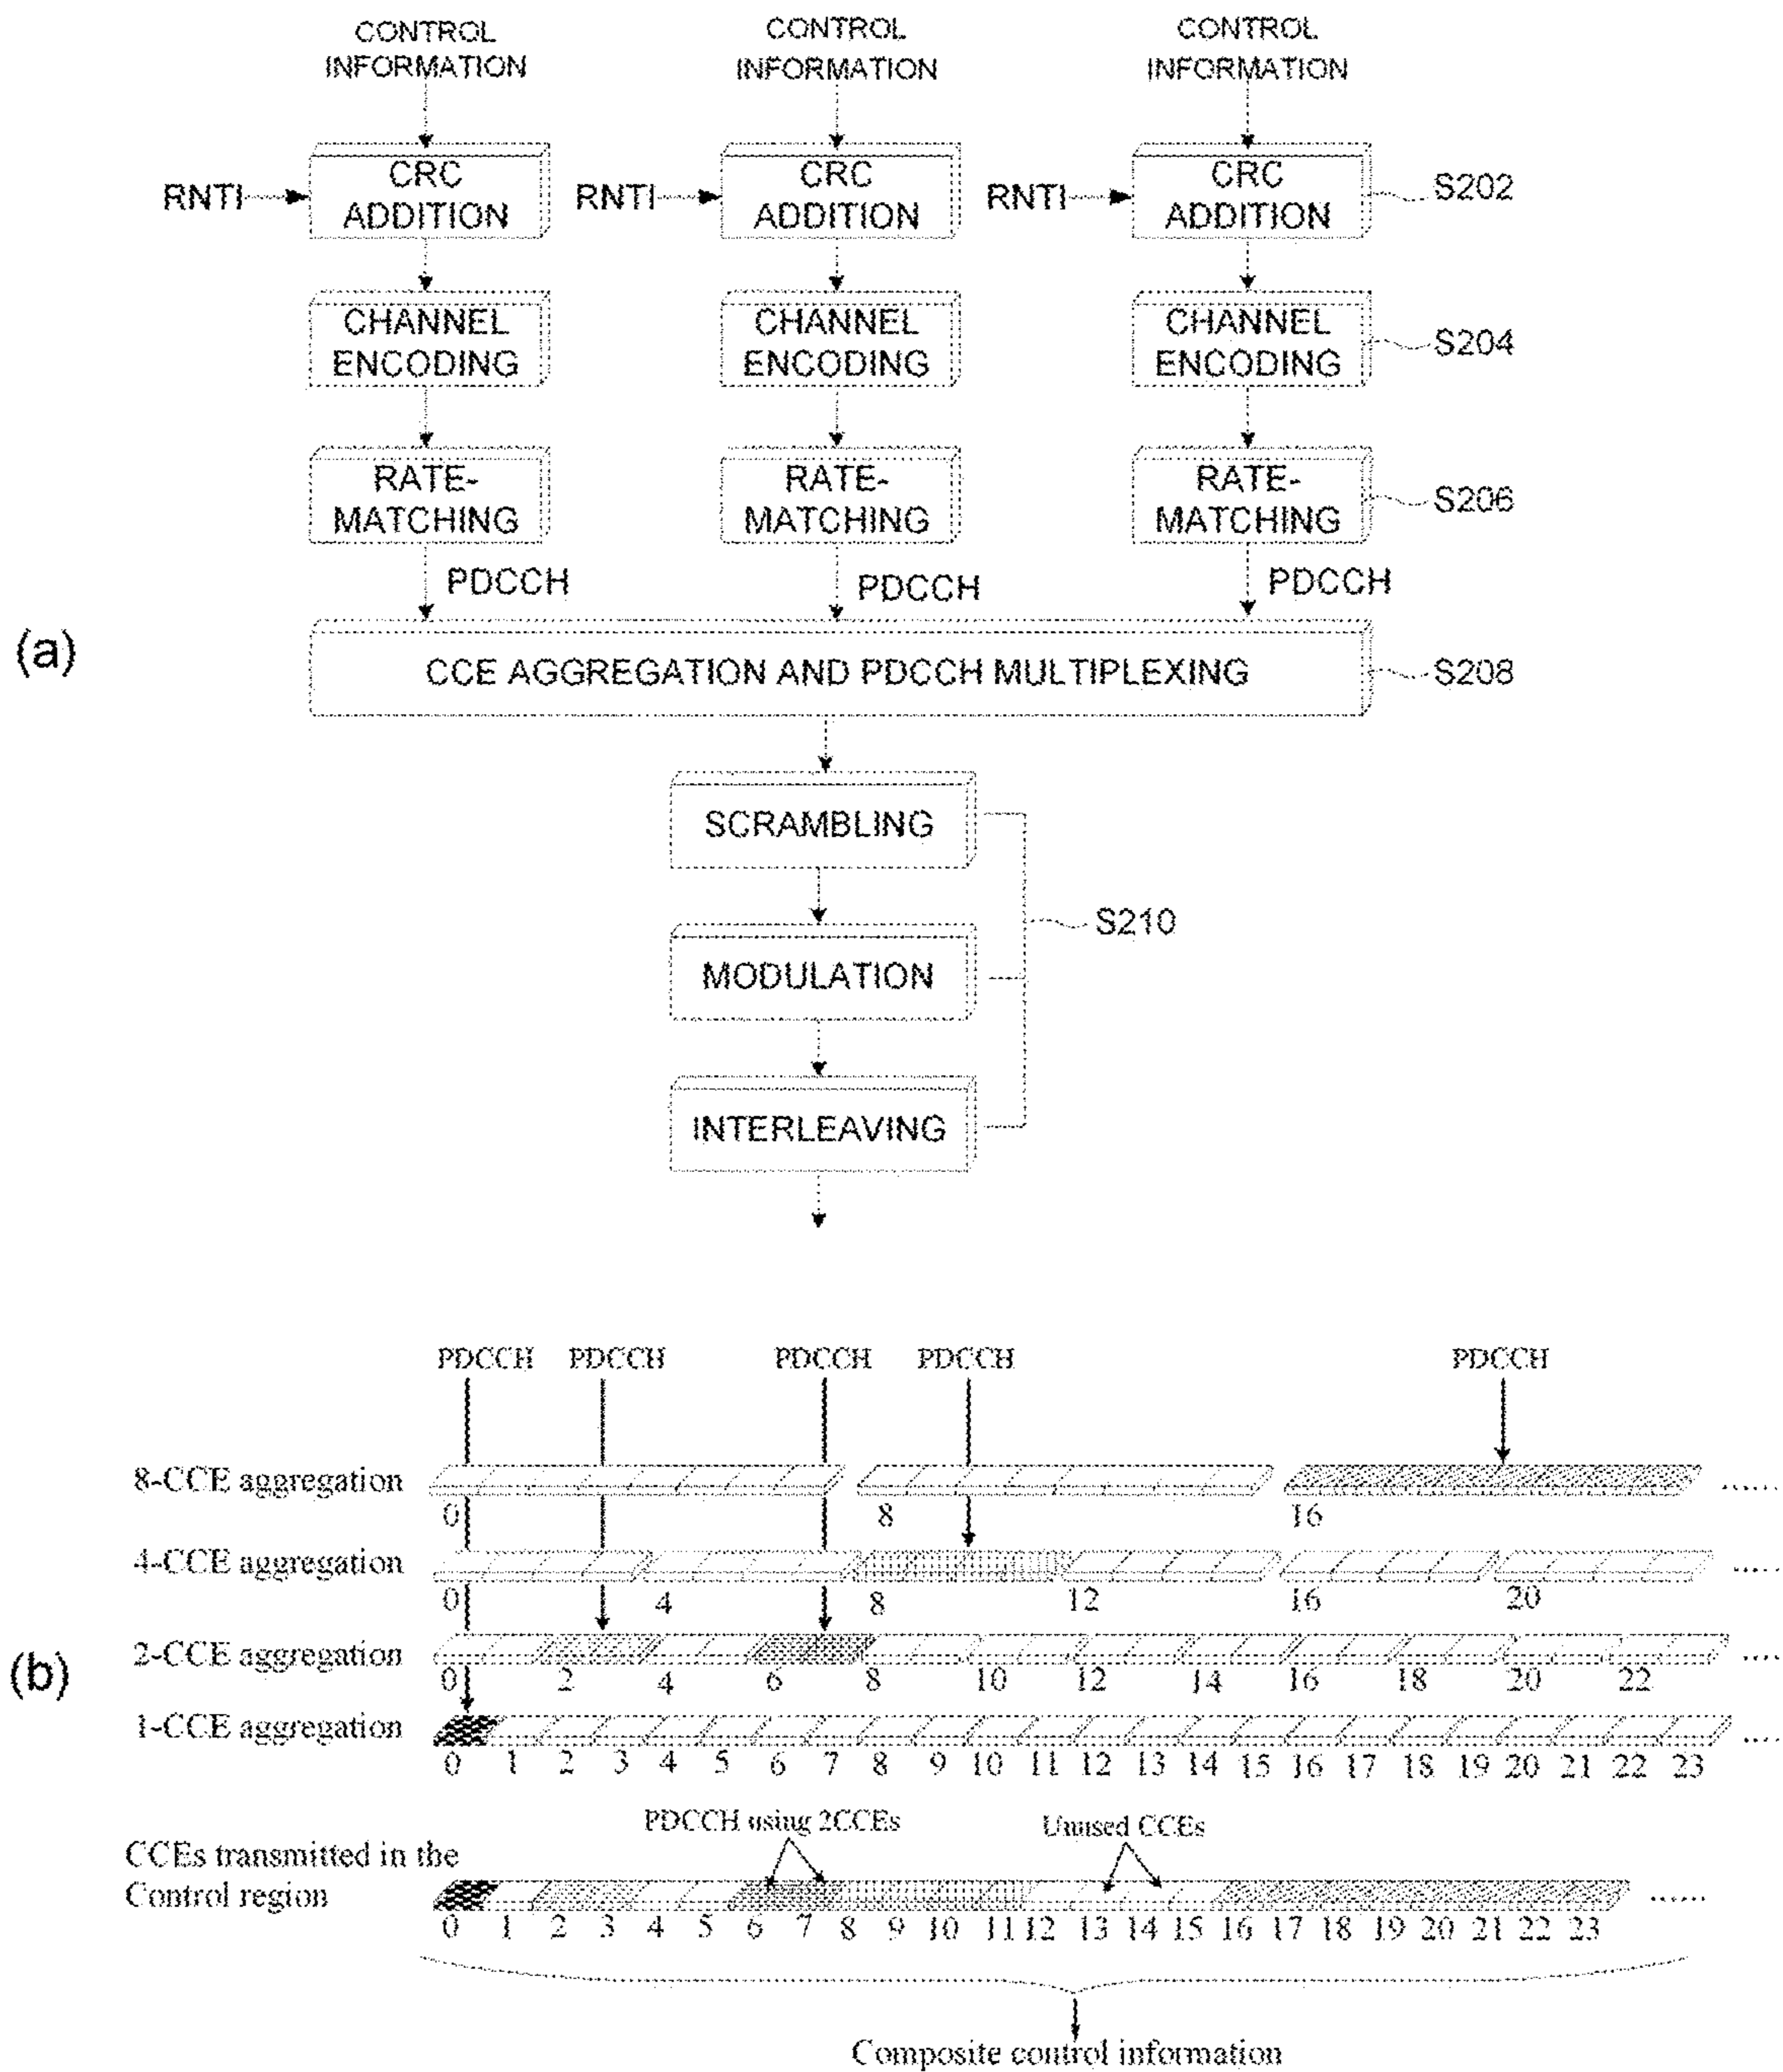 CONTROL INFORMATION
CONTROL INFORMATION
CONTROL INFORMATION
RNTI
CRC ADDITION
RNTI
CRC ADDITION
RNTI
CRC ADDITION
S202
CHANNEL ENCODING
CHANNEL ENCODING
CHANNEL ENCODING
S204
RATE-MATCHING
RATE-MATCHING
RATE-MATCHING
S206
PDCCH
PDCCH
PDCCH
(a)
CCE AGGREGATION AND PDCCH MULTIPLEXING
S208
SCRAMBLING
S210
MODULATION
INTERLEAVING
PDCCH PDCCH PDCCH PDCCH PDCCH
8-CCE aggregation ......
0 8 16
4-CCE aggregation ......
0 4 8 12 16 20
(b)
2-CCE aggregation ......
0 2 4 6 8 10 12 14 16 18 20 22
1-CCE aggregation ......
0 1 2 3 4 5 6 7 8 9 10 11 12 13 14 15 16 17 18 19 20 21 22 23
PDCCH using 2CCEs
Unused CCEs
CCEs transmitted in the
Control region ......
0 1 2 3 4 5 6 7 8 9 10 11 12 13 14 15 16 17 18 19 20 21 22 23
Composite control information